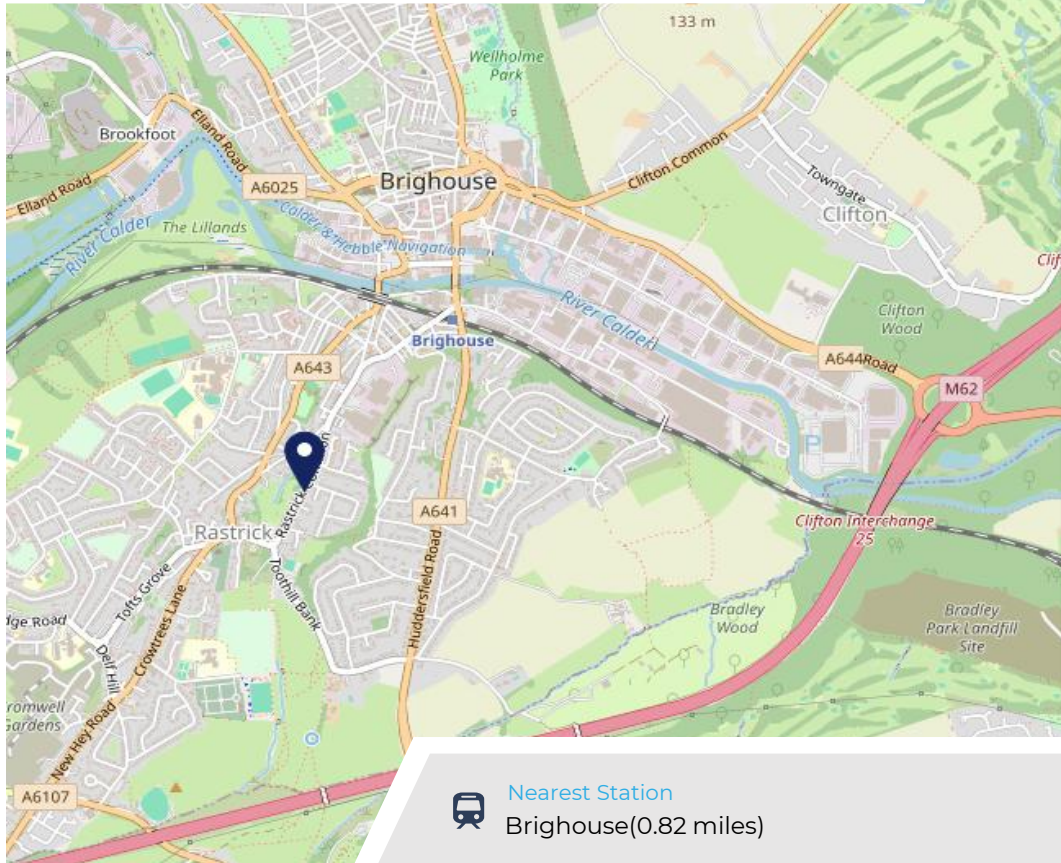 133 m
Wellholme
Park
Brookfoot
Elland Road
Clifton Common
Brighouse
A6025
Towngate
Elland Road
Clifton
The Lillands
Calder & Hebble Navigation
River Calder
Clif
River Calder
Clifton
Wood
Brighouse
A644
Road
A643
M62
Rastrick
A641
Clifton Interchange
25
Rastrick
Toothill Bank
Huddersfield Road
Tofts Grove
Bradley
Wood
Bradley
Park Landfill
Site
dge Road
Crowtrees Lane
Delf Hill
romwell
Gardens
New Hey Road
A6107
Nearest Station
Brighouse(0.82 miles)